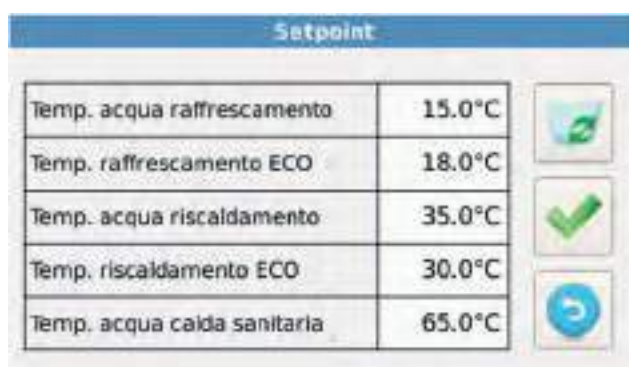 Setpoint
Temp. acqua raffrescamento 15.0°C
Temp. raffrescamento ECO 18.0°C
Temp. acqua riscaldamento 35.0°C
Temp. riscaldamento ECO 30.0°C
Temp. acqua calda sanitaria 65.0°C